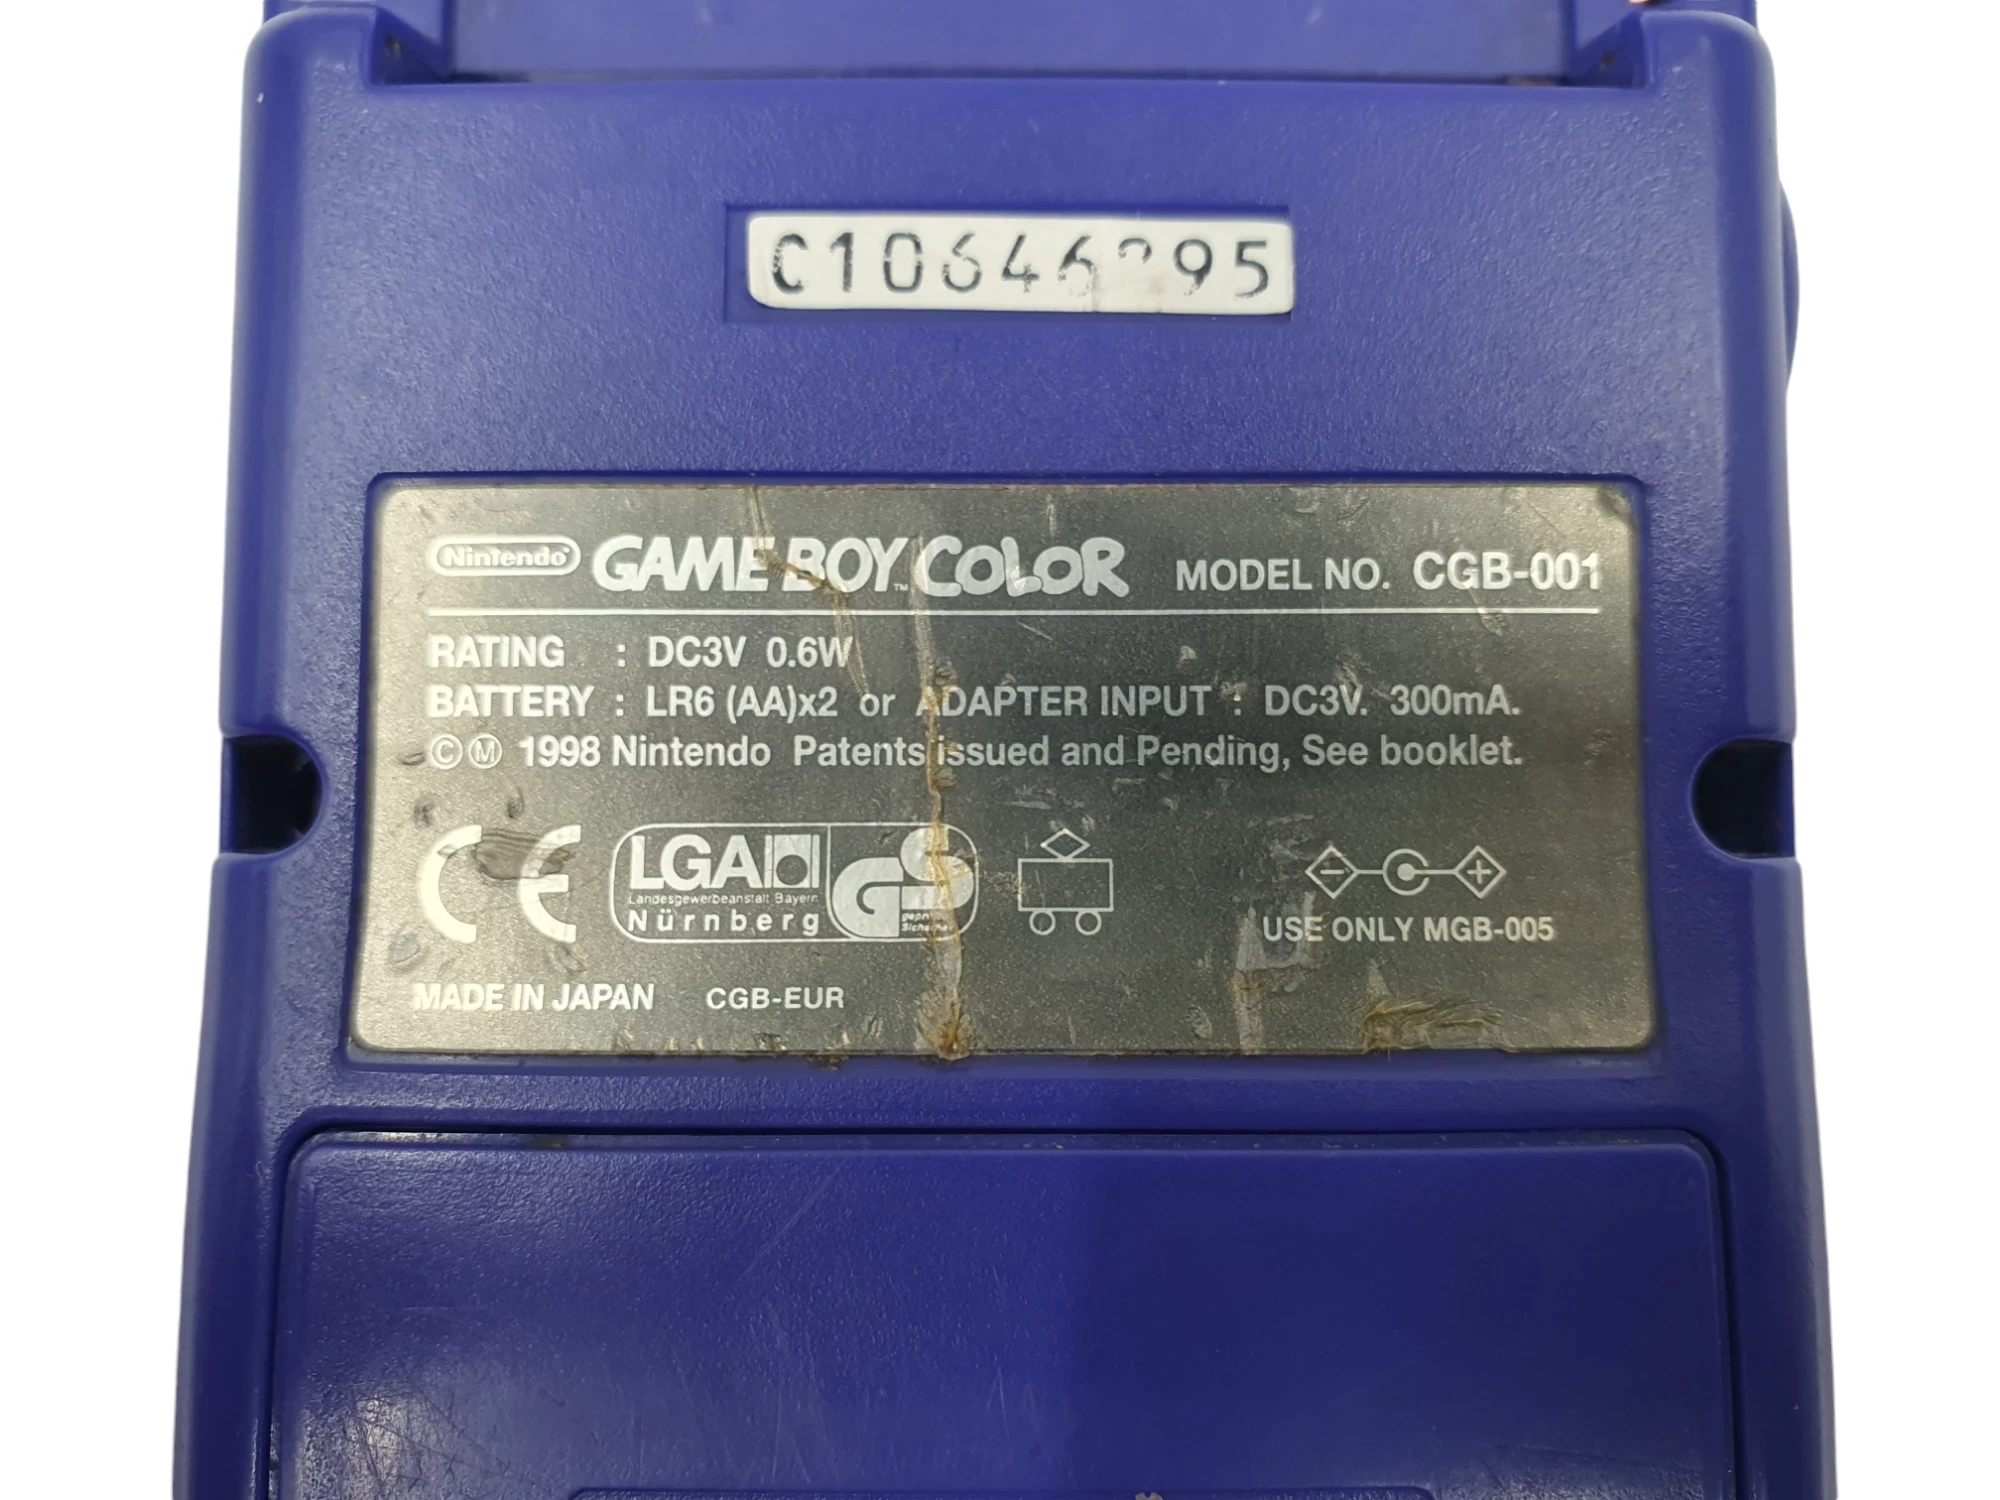 Nintendo GAME BOY COLOR MODEL NO. CGB-001
RATING : DC3V 0.6W
BATTERY : LR6 (AA)x2 or ADAPTER INPUT : DC3V. 300mA.
©Ⓜ 1998 Nintendo Patents issued and Pending, See booklet.
CE LGA GS
Landesgewerbeanstalt Bayern
Nürnberg
USE ONLY MGB-005
MADE IN JAPAN CGB-EUR